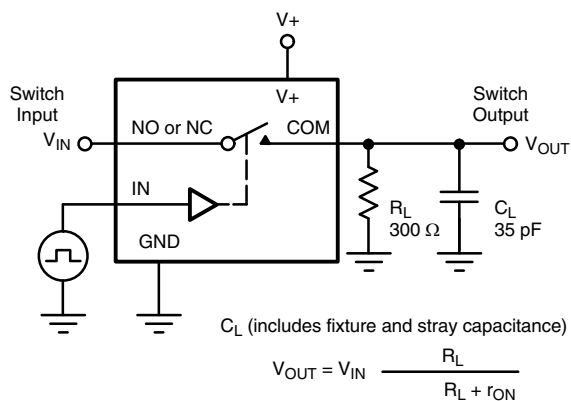 V+
V+
Switch
Input
Switch
Output
VIN
NO or NC
COM
VOUT
IN
RL
300 Ω
CL
35 pF
GND
CL (includes fixture and stray capacitance)
VOUT = VIN RL
RL + rON